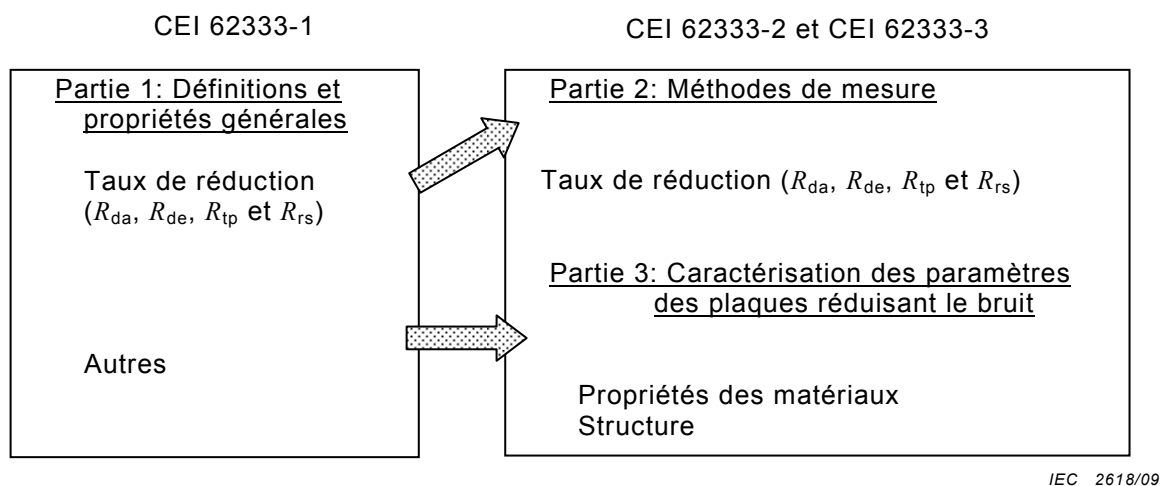 CEI 62333-1
CEI 62333-2 et CEI 62333-3
Partie 1: Définitions et
propriétés générales
Taux de réduction
(Rda, Rde, Rtp et Rrs)
Autres
Partie 2: Méthodes de mesure
Taux de réduction (Rda, Rde, Rtp et Rrs)
Partie 3: Caractérisation des paramètres
des plaques réduisant le bruit
Propriétés des matériaux
Structure
IEC 2618/09